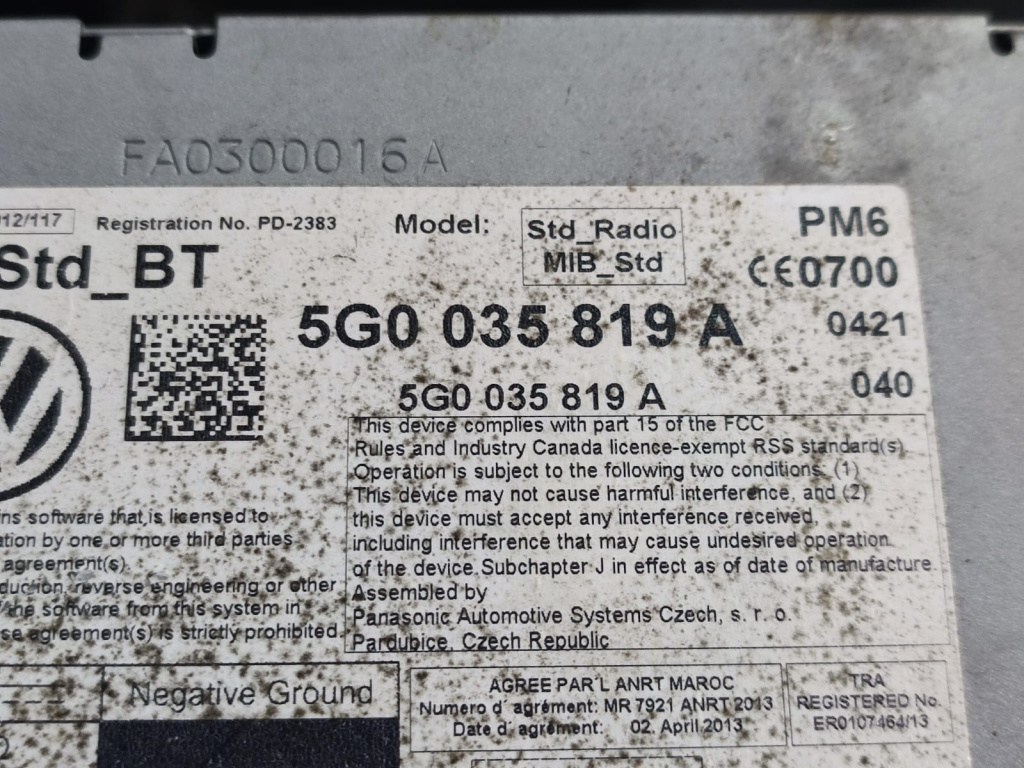 FA0300016A
012/117 Registration No. PD-2383 Model: Std_Radio PM6
MIB_Std
Std_BT
CE0700
5G0 035 819 A 0421
5G0 035 819 A 040
This device complies with part 15 of the FCC
Rules and Industry Canada licence-exempt RSS standard(s).
Operation is subject to the following two conditions: (1)
This device may not cause harmful interference, and (2)
this device must accept any interference received,
including interference that may cause undesired operation
of the device. Subchapter J in effect as of date of manufacture
Assembled by
Panasonic Automotive Systems Czech, s. r. o.
Pardubice, Czech Republic
software that is licensed to
by one or more third parties
agreement(s).
reverse engineering or other
the software from this system in
agreement(s) is strictly prohibited.
Negative Ground
AGREE PAR L´ANRT MAROC
Numero d´agrément: MR 7921 ANRT 2013
Date d´agrément: 02. April.2013
TRA
REGISTERED No.
ER0107464/13